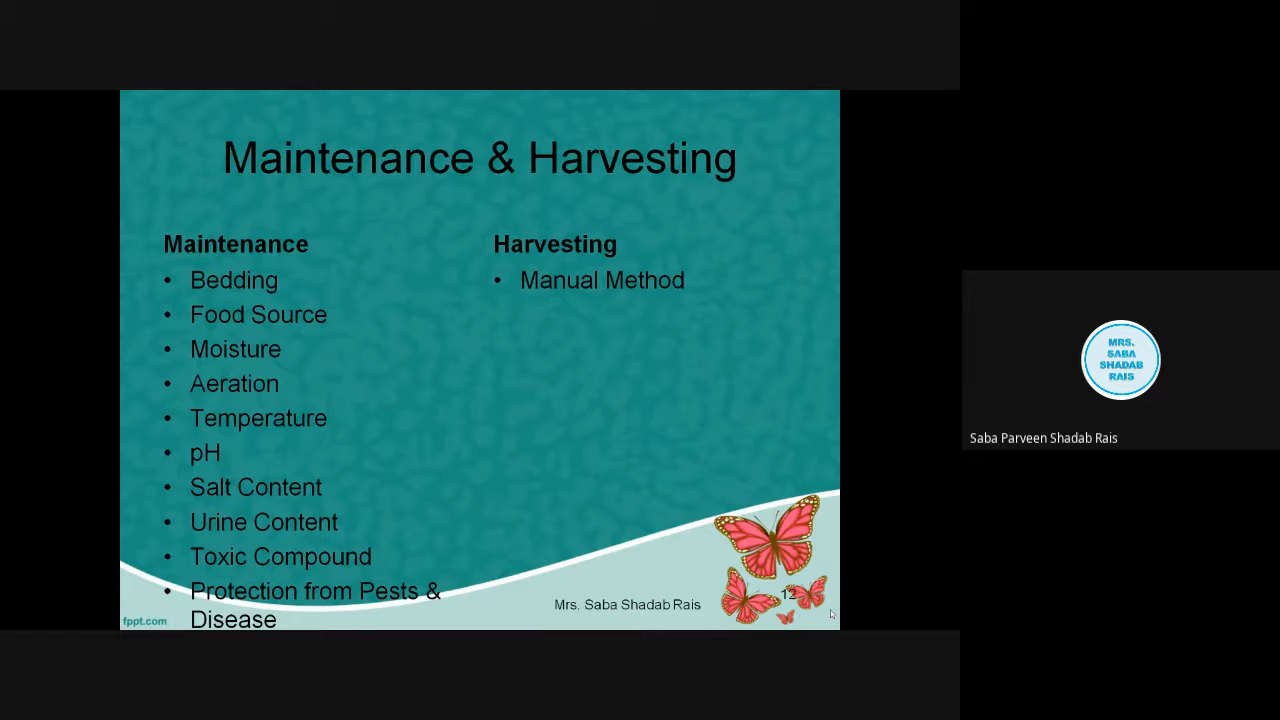 Maintenance & Harvesting
Maintenance
• Bedding
• Food Source
• Moisture
• Aeration
• Temperature
• pH
• Salt Content
• Urine Content
• Toxic Compound
• Protection from Pests &
Disease
Harvesting
• Manual Method
fppt.com
Mrs. Saba Shadab Rais
12
MRS.
SABA
SHADAB
RAIS
Saba Parveen Shadab Rais